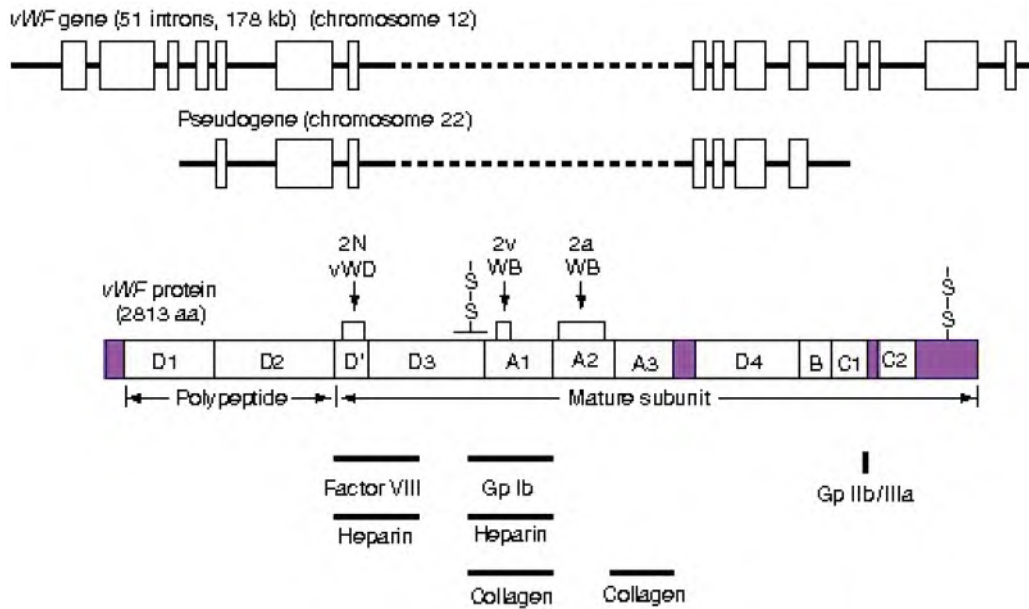 vWF gene (51 introns, 178 kb) (chromosome 12)
Pseudogene (chromosome 22)
2N
vWD
S
S
2v
WB
2a
WB
S
S
vWF protein
(2813 aa)
D1 D2 D' D3 A1 A2 A3 D4 B C1 C2
Polypeptide Mature subunit
Factor VIII Gp Ib Gp IIb/IIIa
Heparin Heparin
Collagen Collagen